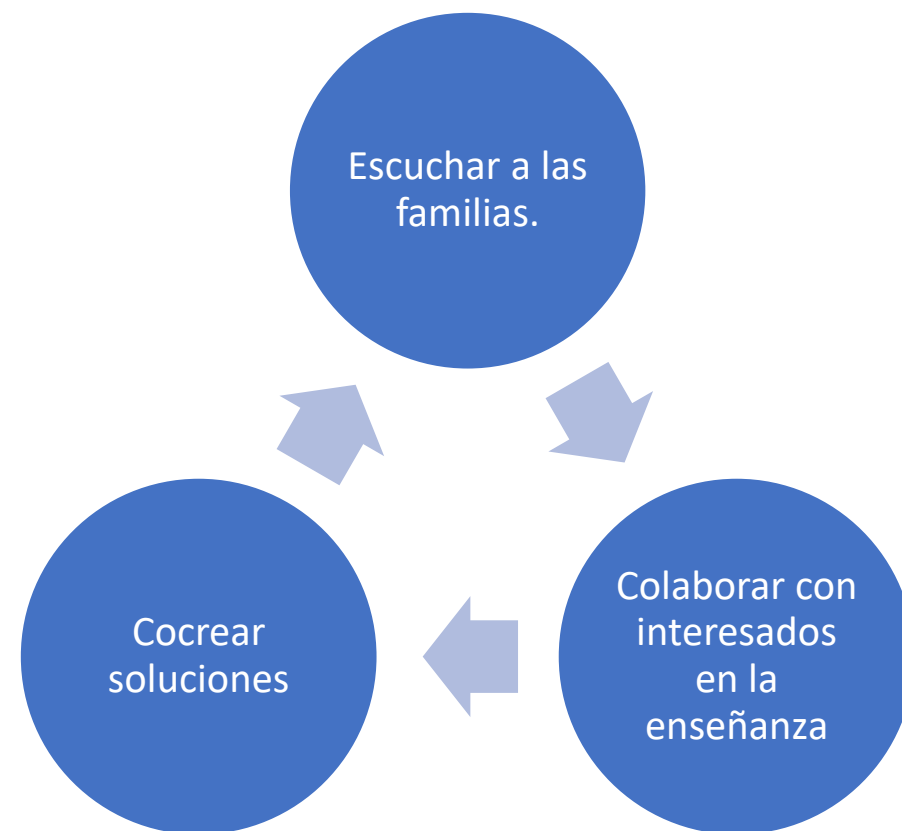 Escuchar a las
familias.
Colaborar con
interesados
en la
enseñanza
Cocrear
soluciones